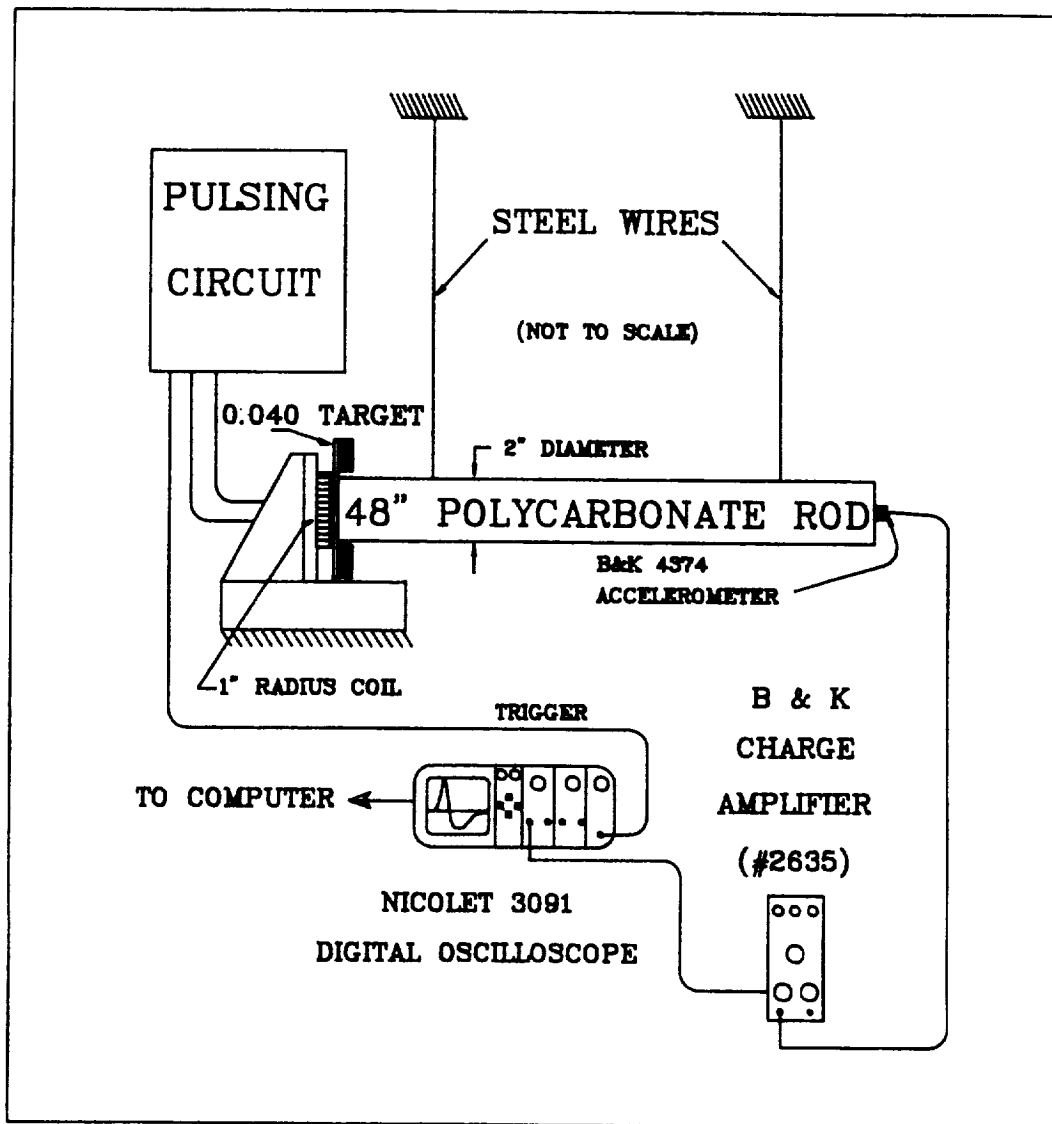 PULSING
CIRCUIT
STEEL WIRES
(NOT TO SCALE)
0.040 TARGET
2" DIAMETER
48" POLYCARBONATE ROD
B&K 4374
ACCELEROMETER
1" RADIUS COIL
TRIGGER
B & K
CHARGE
AMPLIFIER
(#2635)
TO COMPUTER
NICOLET 3091
DIGITAL OSCILLOSCOPE